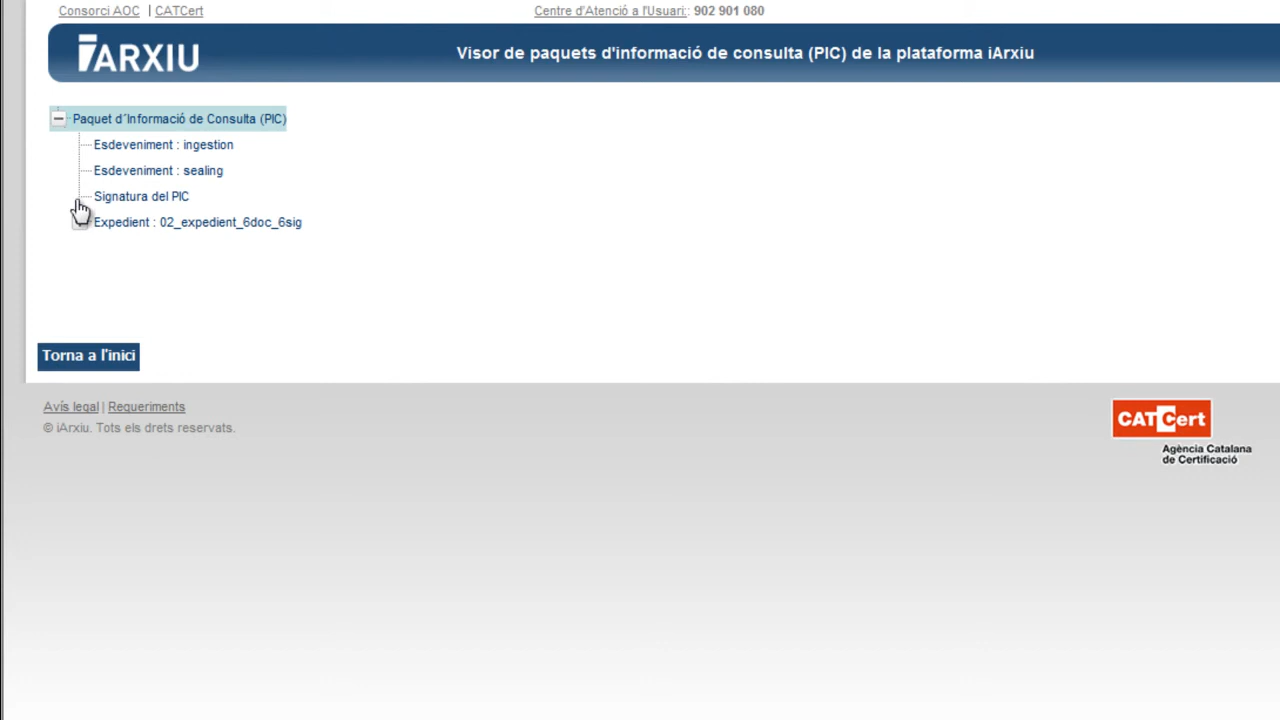 Consorci AOC | CATCert
Centre d'Atenció a l'Usuari:: 902 901 080
iARXIU
Visor de paquets d'informació de consulta (PIC) de la plataforma iArxiu
Paquet d´Informació de Consulta (PIC)
Esdeveniment : ingestion
Esdeveniment : sealing
Signatura del PIC
Expedient : 02_expedient_6doc_6sig
Torna a l'inici
Avís legal | Requeriments
© iArxiu. Tots els drets reservats.
CATCert
Agència Catalana
de Certificació